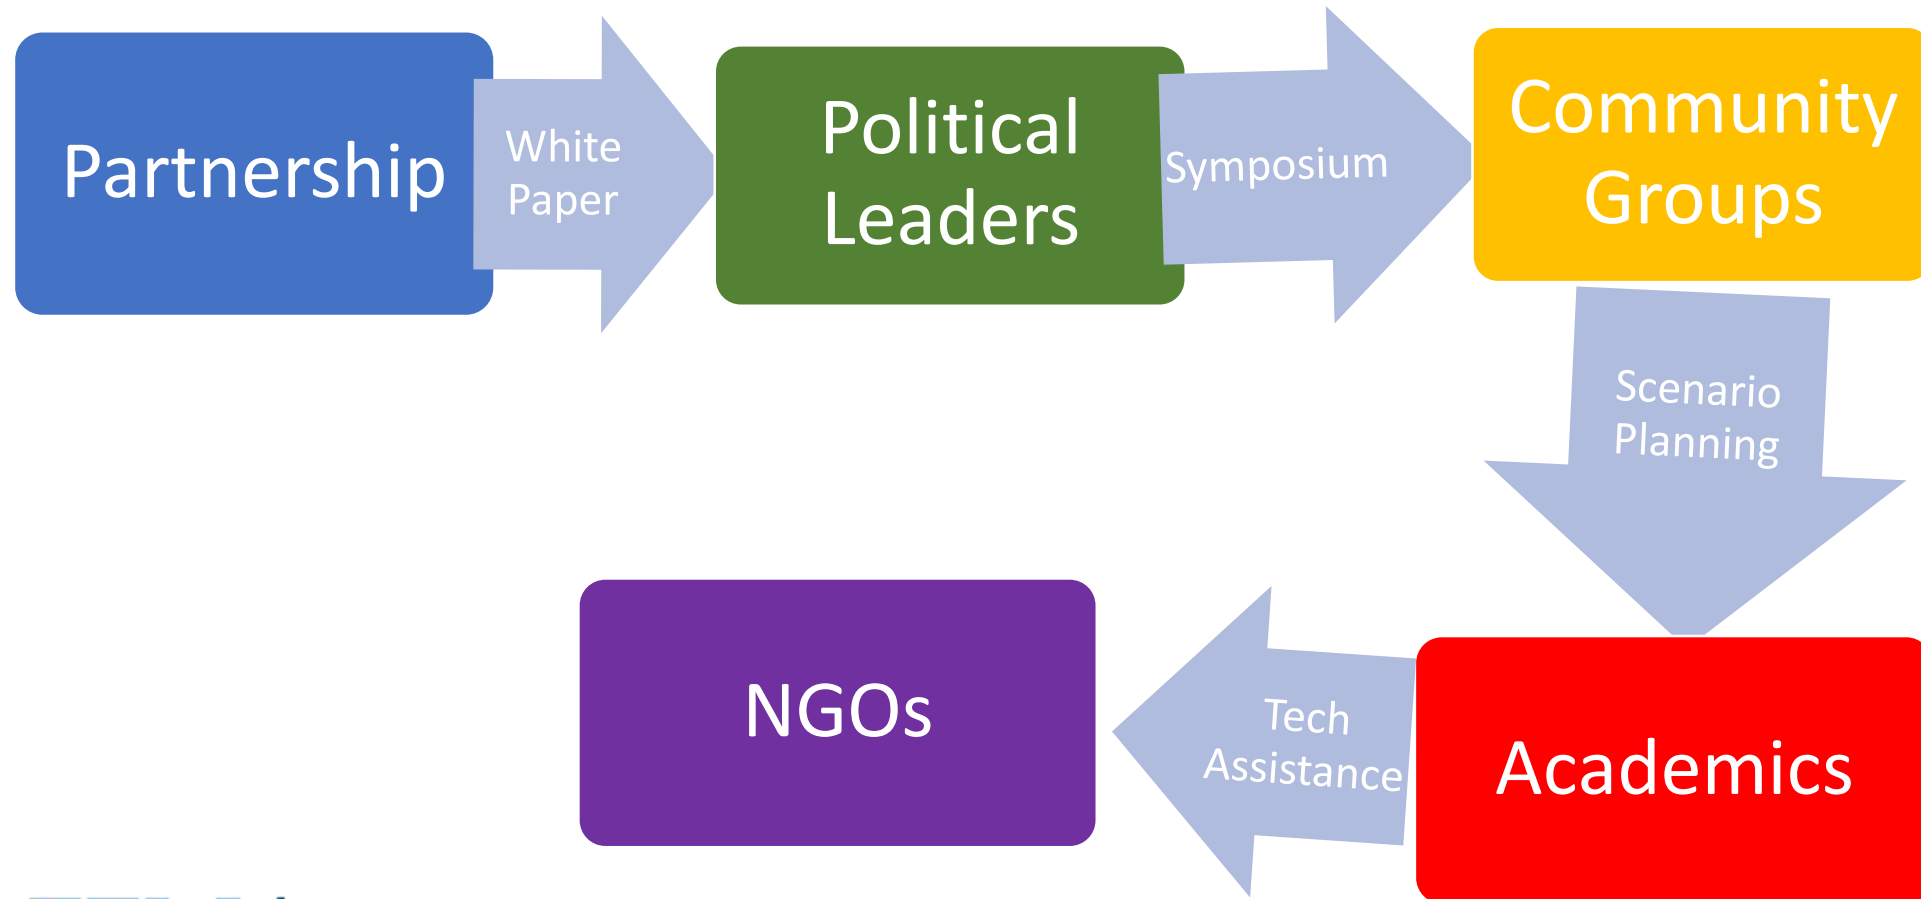 Partnership
White
Paper
Political
Leaders
Symposium
Community
Groups
Scenario
Planning
Academics
Tech
Assistance
NGOs